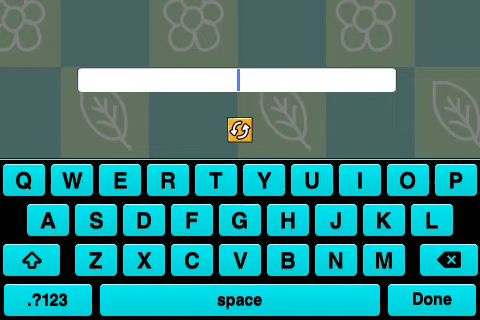 Q W E R T Y U I O P
A S D F G H J K L
Z X C V B N M
.?123 space Done